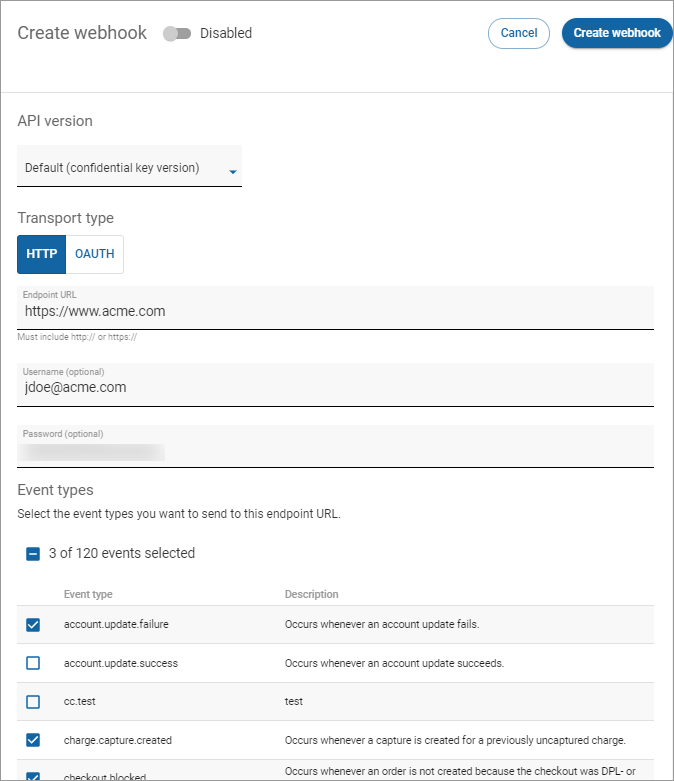 Create webhook Disabled Cancel Create webhook
API version
Default (confidential key version)
Transport type
HTTP OAUTH
Endpoint URL
https://www.acme.com
Must include http:// or https://
Username (optional)
jdoe@acme.com
Password (optional)
Event types
Select the event types you want to send to this endpoint URL.
3 of 120 events selected
Event type Description
account.update.failure Occurs whenever an account update fails.
account.update.success Occurs whenever an account update succeeds.
cc.test test
charge.capture.created Occurs whenever a capture is created for a previously uncaptured charge.
checkout.blocked Occurs whenever an order is not created because the checkout was DPL- or